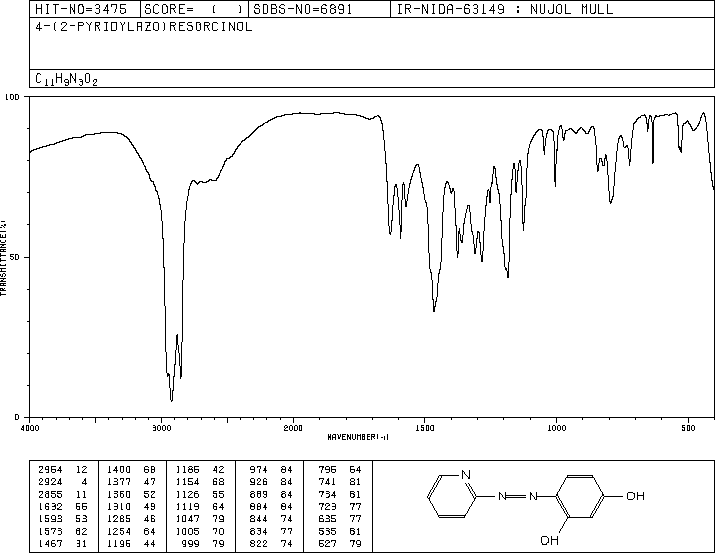 HIT-NO=3475 SCORE= ( ) SDBS-NO=6891 IR-NIDA-63149 : NUJOL MULL
4-(2-PYRIDYLAZO)RESORCINOL
C11H9N3O2
100
50
0
TRANSMITTANCE(%)
4000 3000 2000 1500 1000 500
WAVENUMBER(-1)
2954 12 1400 68 1186 42 974 84 796 64
2924 4 1377 47 1154 68 926 84 741 81
2855 11 1360 52 1126 55 889 84 734 81
1632 55 1310 49 1119 64 884 84 723 77
1593 53 1285 46 1047 79 844 74 635 77
1573 62 1254 64 1005 70 834 77 535 81
1467 31 1196 44 999 79 822 74 527 79
N
N N
OH
OH